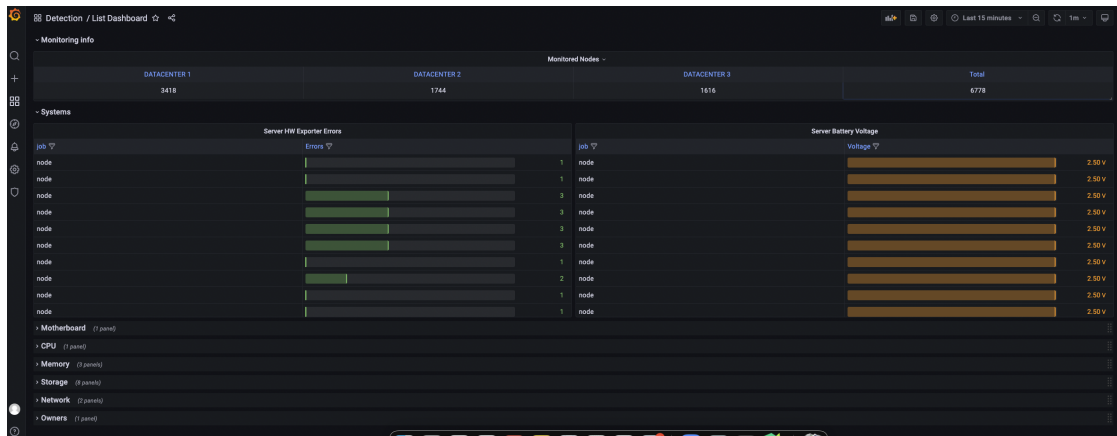 Detection / List Dashboard
Last 15 minutes
1m
Monitoring info
Monitored Nodes
DATACENTER 1 DATACENTER 2 DATACENTER 3 Total
3418 1744 1616 6778
Systems
Server HW Exporter Errors
job Errors
node 1
node 1
node 3
node 3
node 3
node 3
node 1
node 2
node 1
node 1
Server Battery Voltage
job Voltage
node 2.50 V
node 2.50 V
node 2.50 V
node 2.50 V
node 2.50 V
node 2.50 V
node 2.50 V
node 2.50 V
node 2.50 V
node 2.50 V
Motherboard (1 panel)
CPU (1 panel)
Memory (3 panels)
Storage (8 panels)
Network (2 panels)
Owners (1 panel)